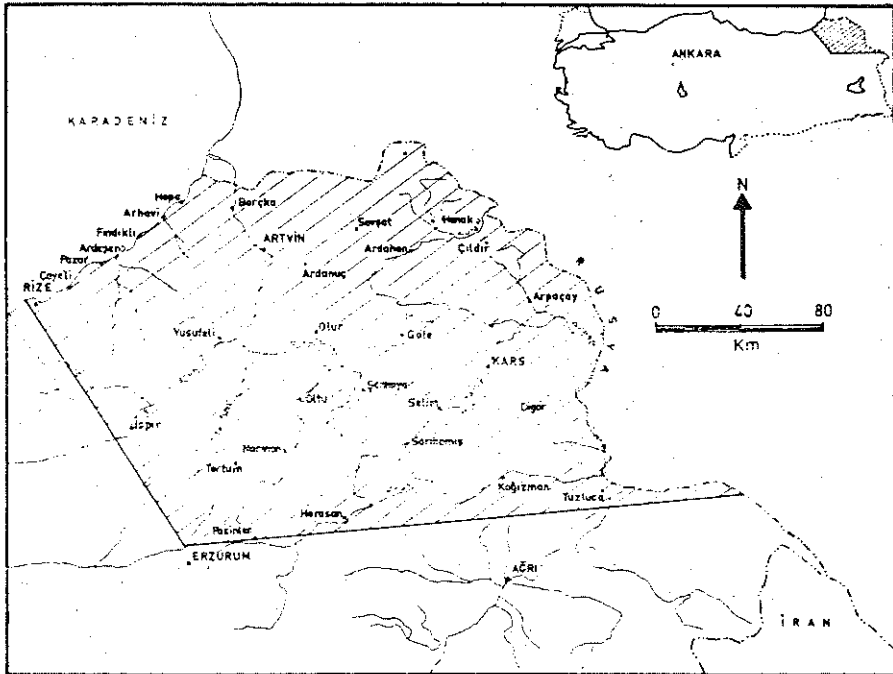 ANKARA
KARADENİZ
N
Hopa
Borçka
Arhavi
Şavşat
Hanak
Fındıklı
ARTVİN
Ardahan
Çıldır
Ardeşen
Pazar
Ardanuç
Çayeli
RİZE
Arpaçay
RUSYA
0 40 80
Km
Yusufeli
Olur
Göle
KARS
Şenkaya
Oltu
Selim
Digor
İspir
Narman
Sarıkamış
Tortum
Kağızman
Tuzluca
Horasan
Pasinler
ERZURUM
AĞRI
İRAN